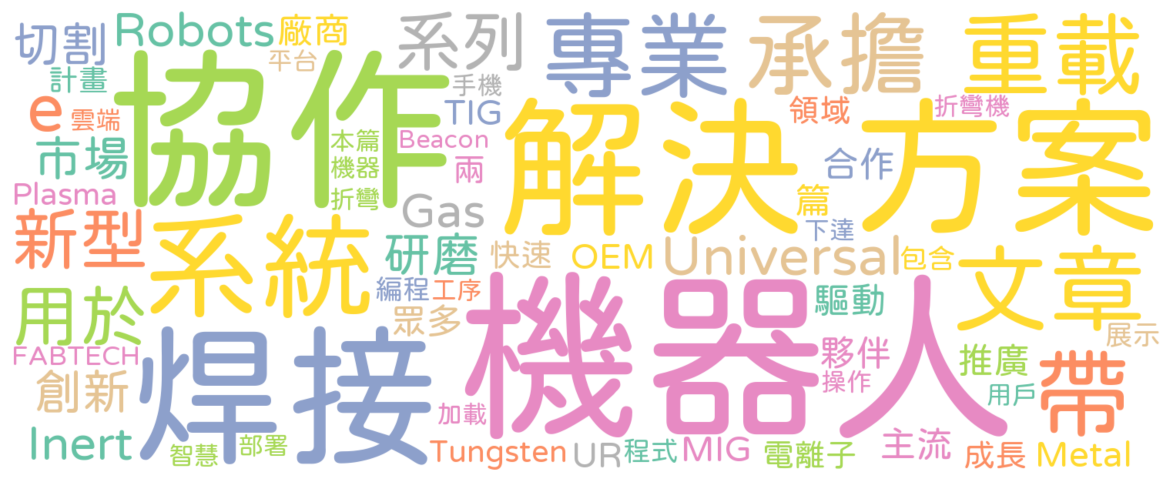 切割 Robots 廠商 系列 專業 承擔 重載
計畫 平台 手機
協作 e 雲端 TIG 領域 折彎機
解決方案
市場 本篇 Beacon
機器 兩 合作
Plasma 折彎 Gas 篇
新型 系統 下達
研磨 快速 OEM Universal 包含 文章
用於 編程 工序 驅動
眾多 展示
FABTECH 焊接 機器人 夥伴 推廣 帶
創新 操作 用戶
加載
Inert 智慧 部署 Tungsten UR 程式 MIG 電離子 主流 成長 Metal